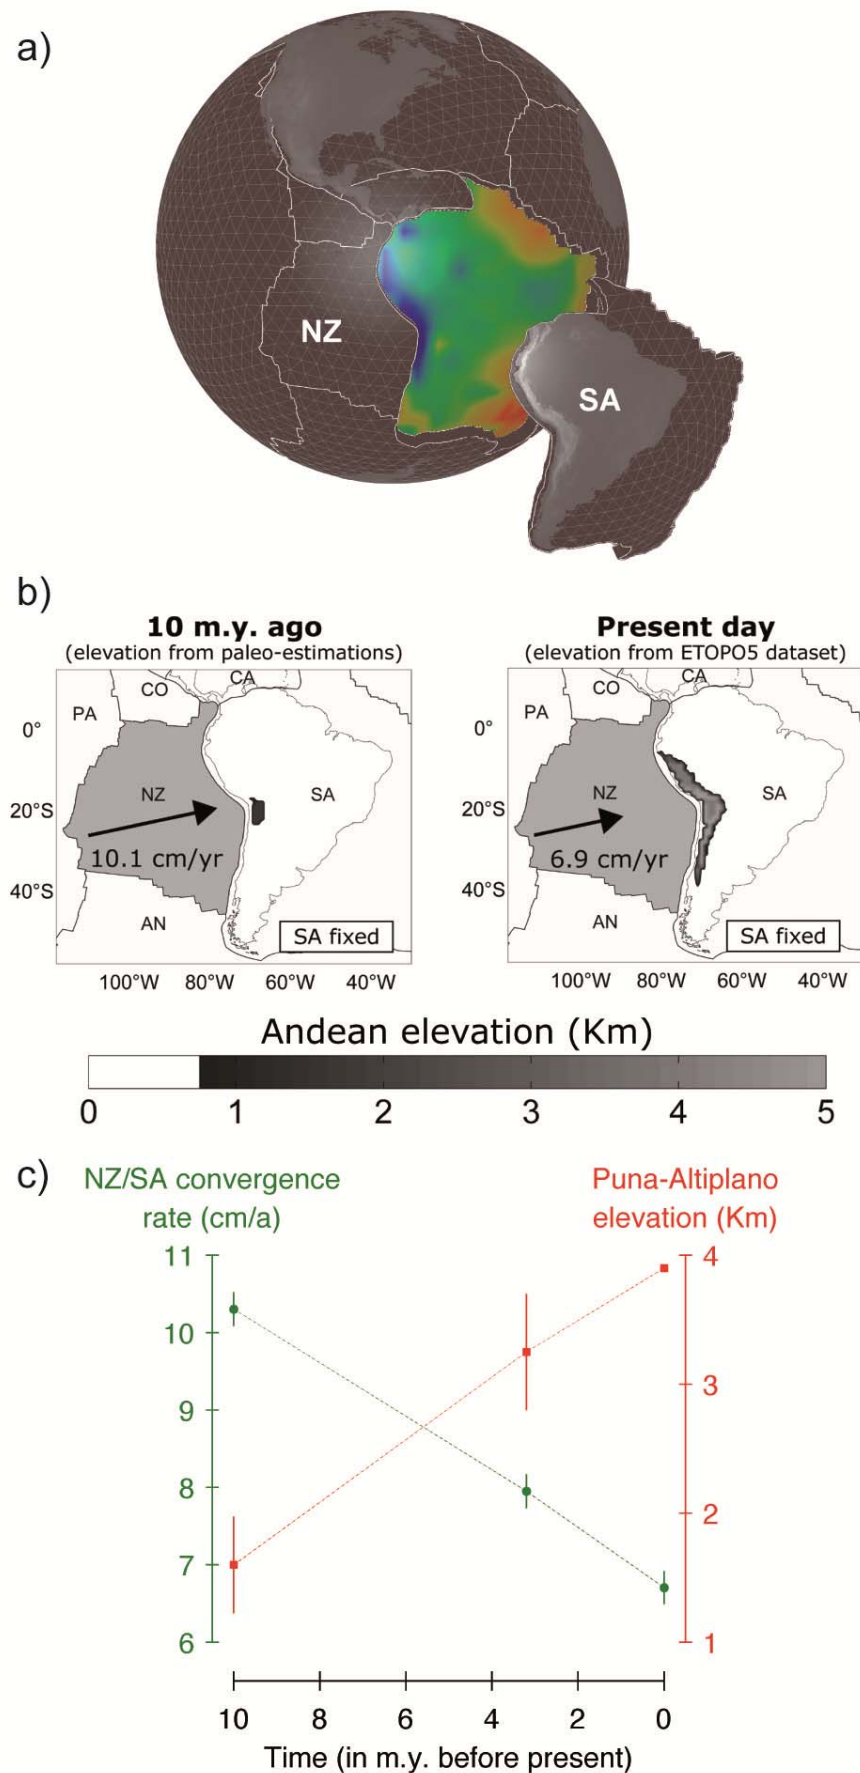 a)
NZ
SA
b)
10 m.y. ago
(elevation from paleo-estimations)
CO
CA
PA
0°
NZ
SA
20°S
10.1 cm/yr
40°S
AN
SA fixed
100°W 80°W 60°W 40°W
Present day
(elevation from ETOPO5 dataset)
CO
CA
PA
0°
NZ
SA
20°S
6.9 cm/yr
40°S
AN
SA fixed
100°W 80°W 60°W 40°W
Andean elevation (Km)
0 1 2 3 4 5
c)
NZ/SA convergence
rate (cm/a)
Puna-Altiplano
elevation (Km)
11
10
9
8
7
6
4
3
2
1
10 8 6 4 2 0
Time (in m.y. before present)